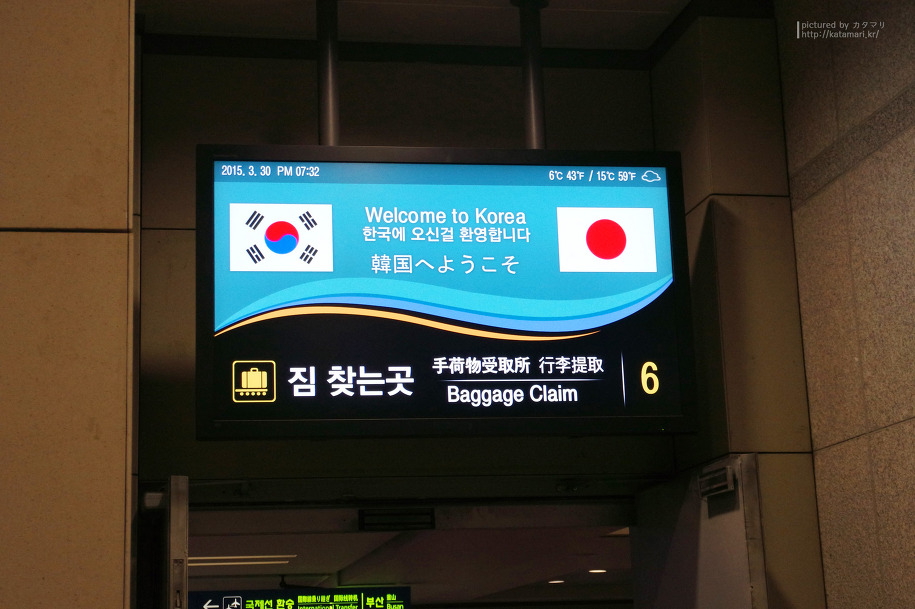 pictured by カタマリ
http://katamari.kr/
2015. 3. 30 PM 07:32
6℃ 43℉ / 15℃ 59℉
Welcome to Korea
한국에 오신걸 환영합니다
韓国へようこそ
짐 찾는곳
手荷物受取所 行李提取
Baggage Claim
6
국제선 환승
International Transfer
부산
釜山
Busan